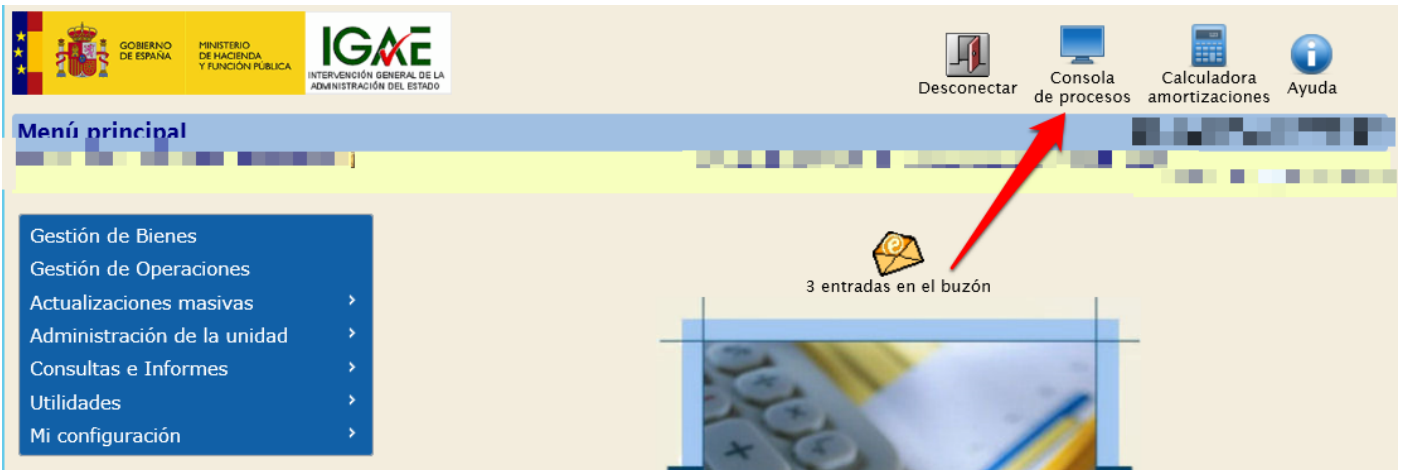 GOBIERNO
DE ESPAÑA
MINISTERIO
DE HACIENDA
Y FUNCIÓN PÚBLICA
IGAE
INTERVENCIÓN GENERAL DE LA
ADMINISTRACIÓN DEL ESTADO
Desconectar
Consola
de procesos
Calculadora
amortizaciones
Ayuda
Menú principal
Gestión de Bienes
Gestión de Operaciones
Actualizaciones masivas
Administración de la unidad
Consultas e Informes
Utilidades
Mi configuración
3 entradas en el buzón